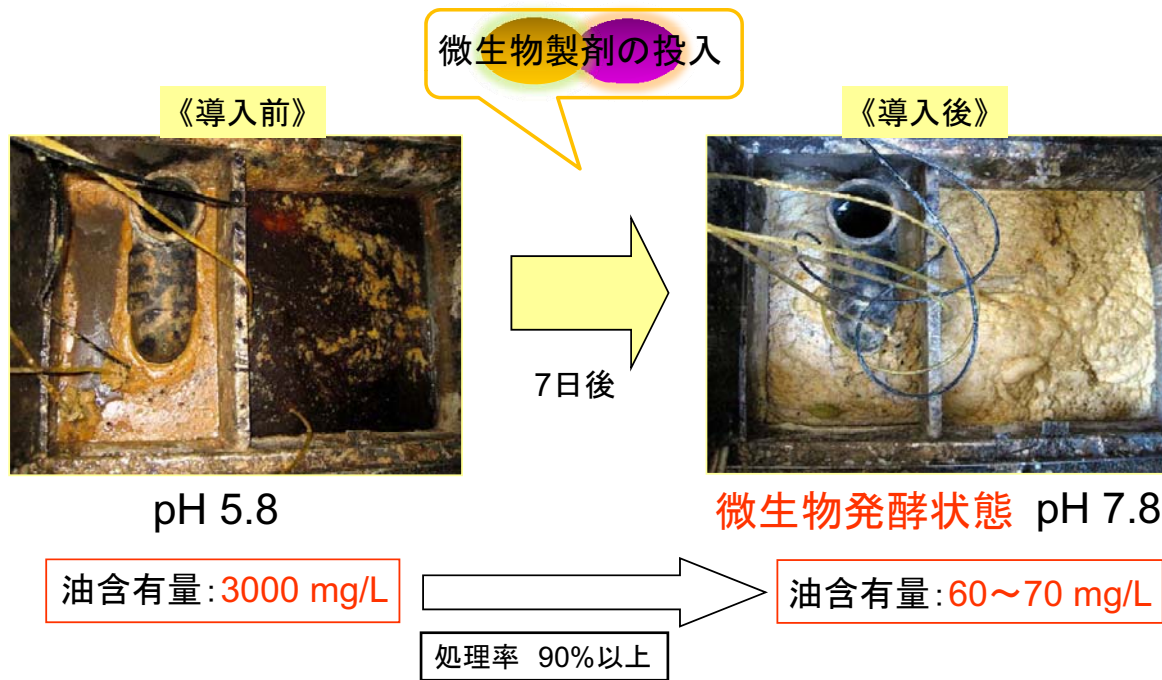 微生物製剤の投入
《導入前》
《導入後》
7日後
pH 5.8
微生物発酵状態 pH 7.8
油含有量:3000 mg/L
油含有量:60~70 mg/L
処理率 90%以上